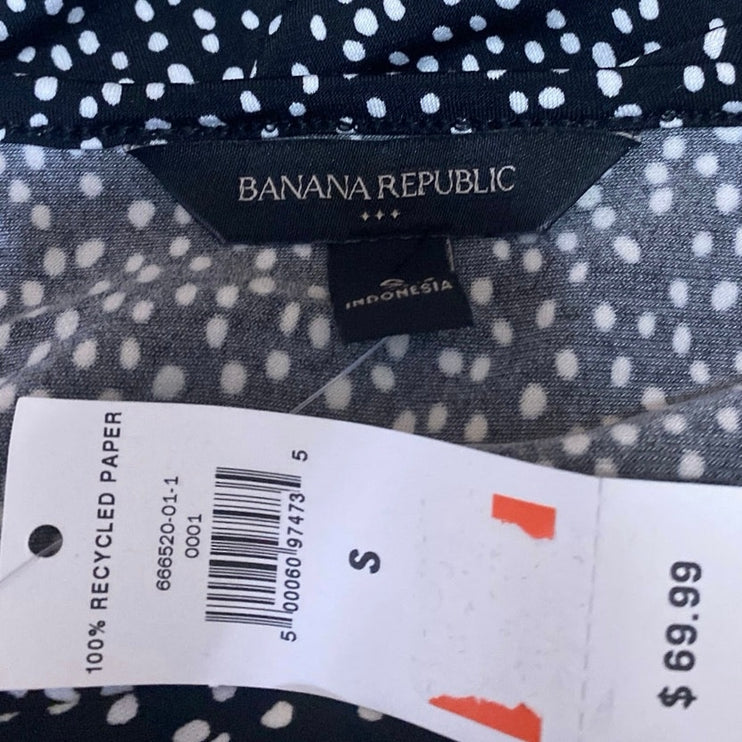 BANANA REPUBLIC
INDONESIA
100% RECYCLED PAPER
666520-01-1
0001
5 00060 97473 5
S
$ 69.99